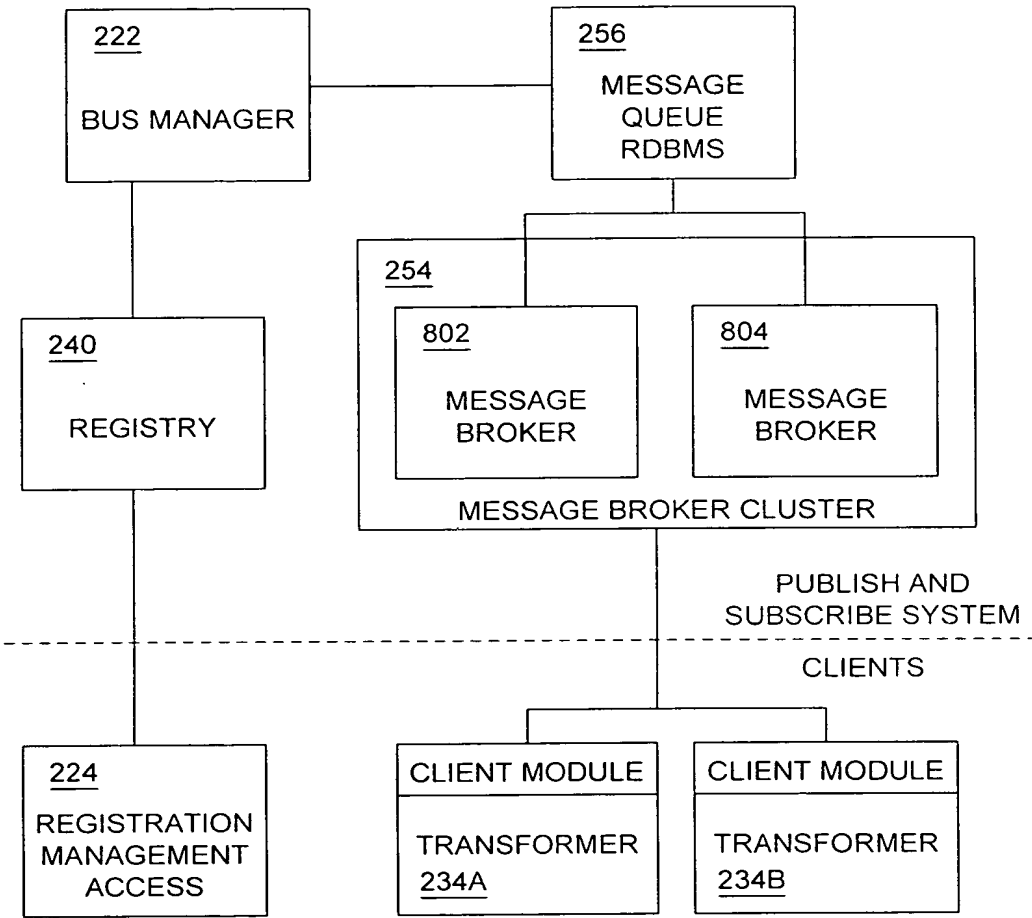 222
BUS MANAGER
256
MESSAGE
QUEUE
RDBMS
254
802
MESSAGE
BROKER
804
MESSAGE
BROKER
MESSAGE BROKER CLUSTER
240
REGISTRY
PUBLISH AND
SUBSCRIBE SYSTEM
CLIENTS
224
REGISTRATION
MANAGEMENT
ACCESS
CLIENT MODULE
TRANSFORMER
234A
CLIENT MODULE
TRANSFORMER
234B